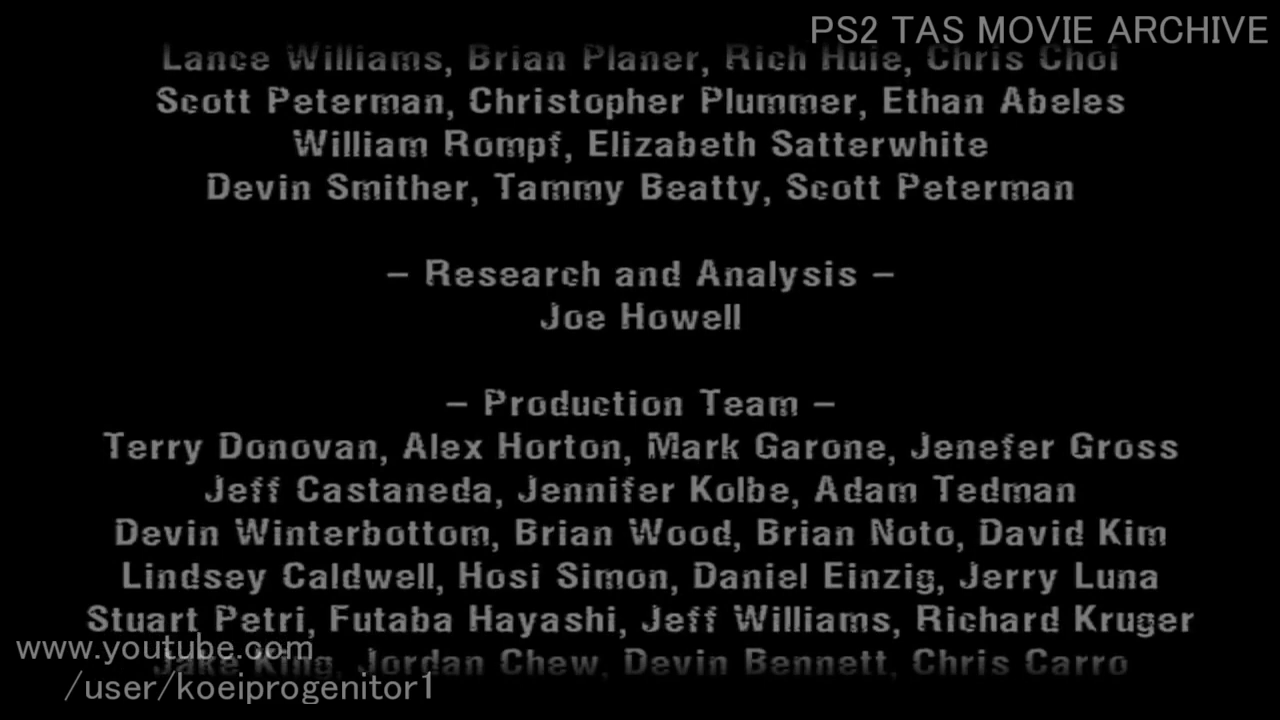 PS2 TAS MOVIE ARCHIVE
Lance Williams, Brian Planer, Rich Huie, Chris Choi
Scott Peterman, Christopher Plummer, Ethan Abeles
William Rompf, Elizabeth Satterwhite
Devin Smither, Tammy Beatty, Scott Peterman
– Research and Analysis –
Joe Howell
– Production Team –
Terry Donovan, Alex Horton, Mark Garone, Jenefer Gross
Jeff Castaneda, Jennifer Kolbe, Adam Tedman
Devin Winterbottom, Brian Wood, Brian Noto, David Kim
Lindsey Caldwell, Hosi Simon, Daniel Einzig, Jerry Luna
Stuart Petri, Futaba Hayashi, Jeff Williams, Richard Kruger
www.youtube.com
Jake King, Jordan Chew, Devin Bennett, Chris Carro
/user/koeiprogenitor1